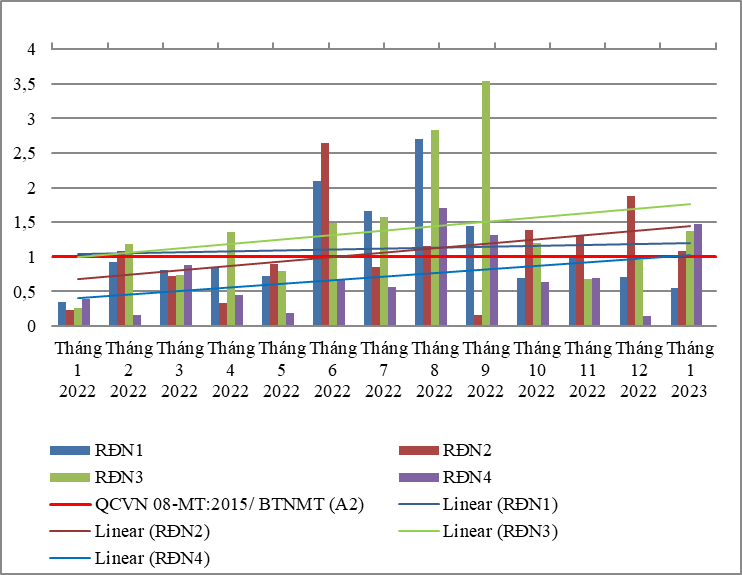 4
3,5
3
2,5
2
1,5
1
0,5
0
Tháng Tháng Tháng Tháng Tháng Tháng Tháng Tháng Tháng Tháng Tháng Tháng Tháng
1 2 3 4 5 6 7 8 9 10 11 12 1
2022 2022 2022 2022 2022 2022 2022 2022 2022 2022 2022 2022 2023
RĐN1 RĐN2
RĐN3 RĐN4
QCVN 08-MT:2015/ BTNMT (A2) Linear (RĐN1)
Linear (RĐN2) Linear (RĐN3)
Linear (RĐN4)